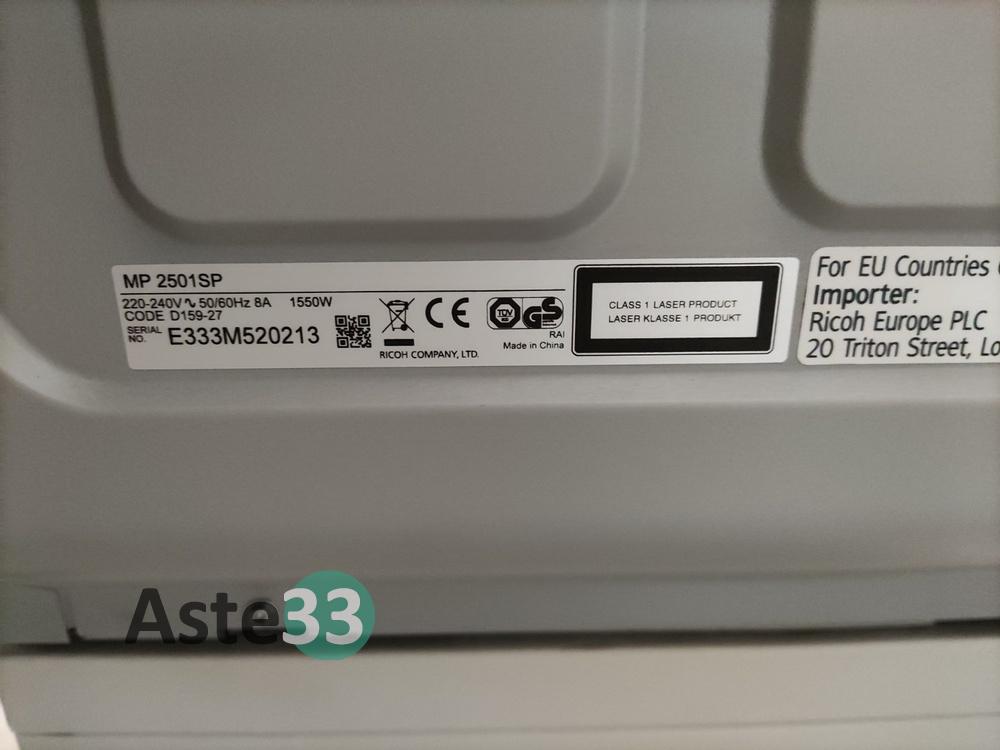 MP 2501SP
220-240V∿50/60Hz 8A 1550W
CODE D159-27
SERIAL NO. E333M520213
CE
TÜV
GS
RAI
RICOH COMPANY, LTD.
Made in China
CLASS 1 LASER PRODUCT
LASER KLASSE 1 PRODUKT
For EU Countries
Importer:
Ricoh Europe PLC
20 Triton Street,
Aste33